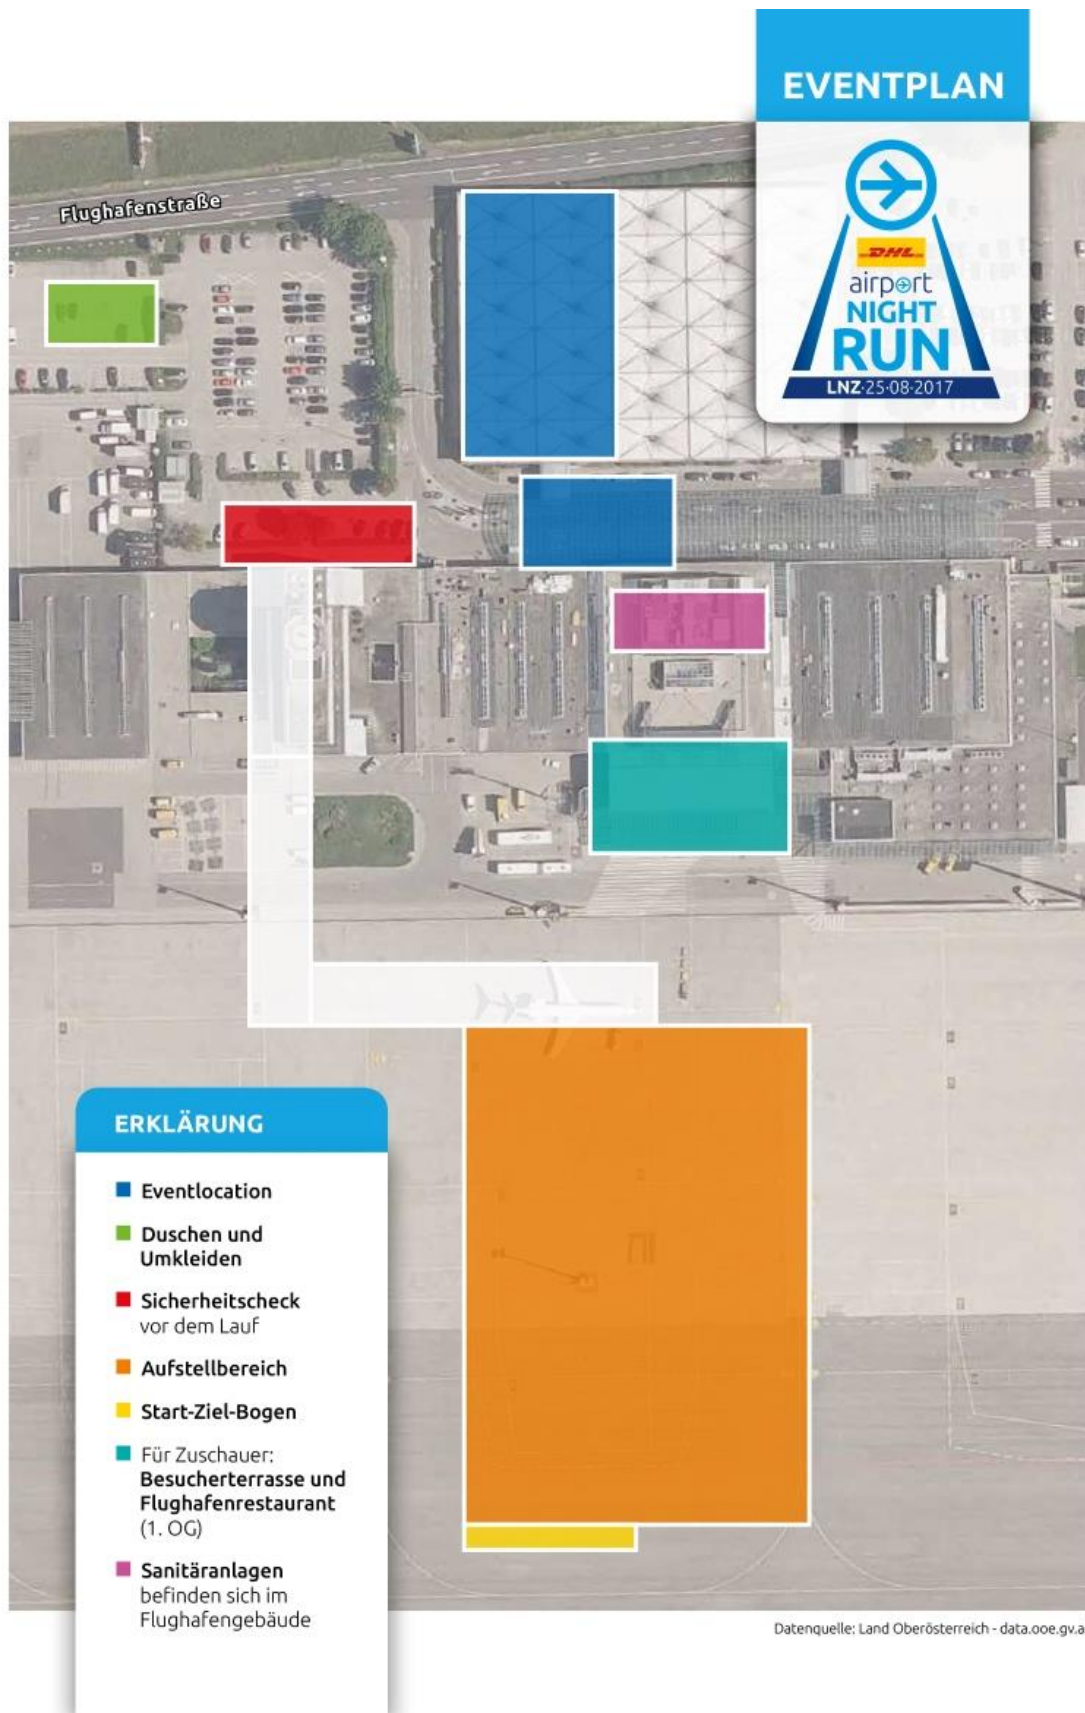 EVENTPLAN
DHL
airport
NIGHT
RUN
LNZ·25·08·2017
Flughafenstraße
ERKLÄRUNG
Eventlocation
Duschen und
Umkleiden
Sicherheitscheck
vor dem Lauf
Aufstellbereich
Start-Ziel-Bogen
Für Zuschauer:
Besucherterrasse und
Flughafenrestaurant
(1. OG)
Sanitäranlagen
befinden sich im
Flughafengebäude
Datenquelle: Land Oberösterreich - data.ooe.gv.a